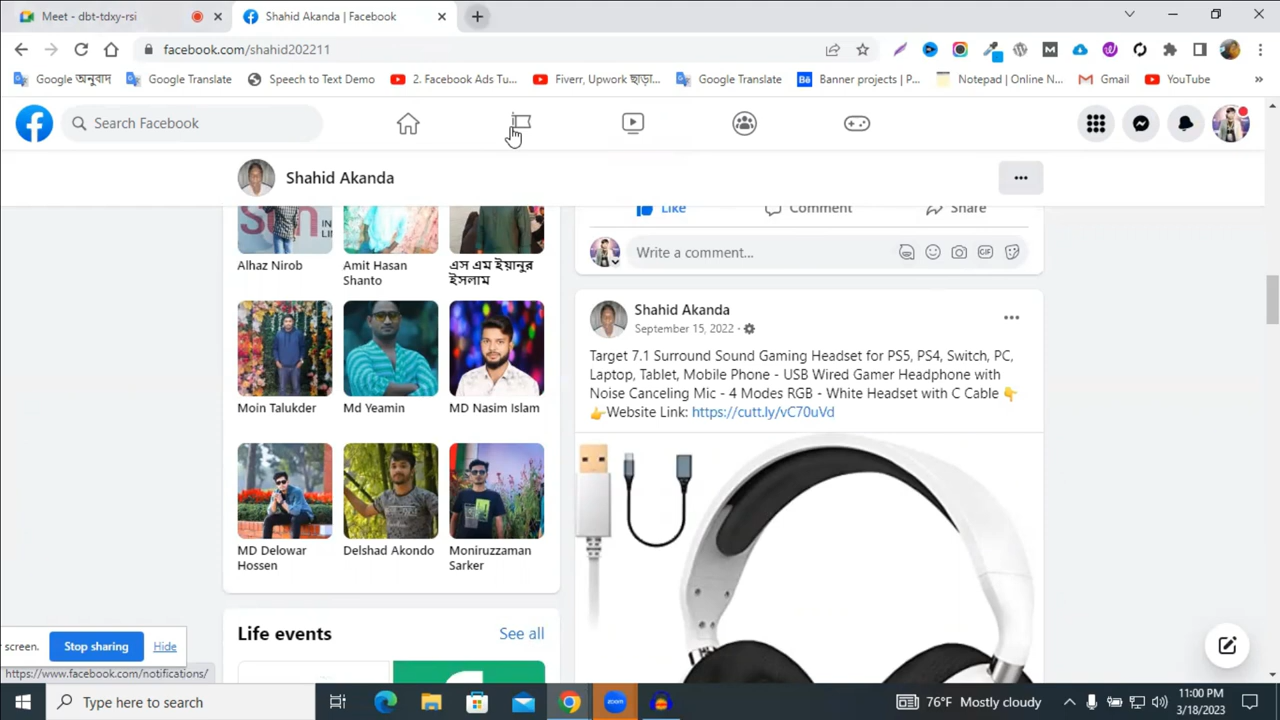 Meet - dbt-tdxy-rsi
Shahid Akanda | Facebook
facebook.com/shahid202211
Google অনুবাদ
Google Translate
Speech to Text Demo
2. Facebook Ads Tu...
Fiverr, Upwork ছাড়া...
Google Translate
Banner projects | P...
Notepad | Online N...
Gmail
YouTube
Search Facebook
Shahid Akanda
Like
Comment
Share
Alhaz Nirob
Amit Hasan
Shanto
এস এম ইয়ানুর
ইসলাম
Write a comment...
Moin Talukder
Md Yeamin
MD Nasim Islam
Shahid Akanda
September 15, 2022
Target 7.1 Surround Sound Gaming Headset for PS5, PS4, Switch, PC,
Laptop, Tablet, Mobile Phone - USB Wired Gamer Headphone with
Noise Canceling Mic - 4 Modes RGB - White Headset with C Cable 👇
👉Website Link: https://cutt.ly/vC70uVd
MD Delowar
Hossen
Delshad Akondo
Moniruzzaman
Sarker
Life events
See all
screen.
Stop sharing
Hide
https://www.facebook.com/notifications/
Type here to search
zoom
76°F Mostly cloudy
11:00 PM
3/18/2023